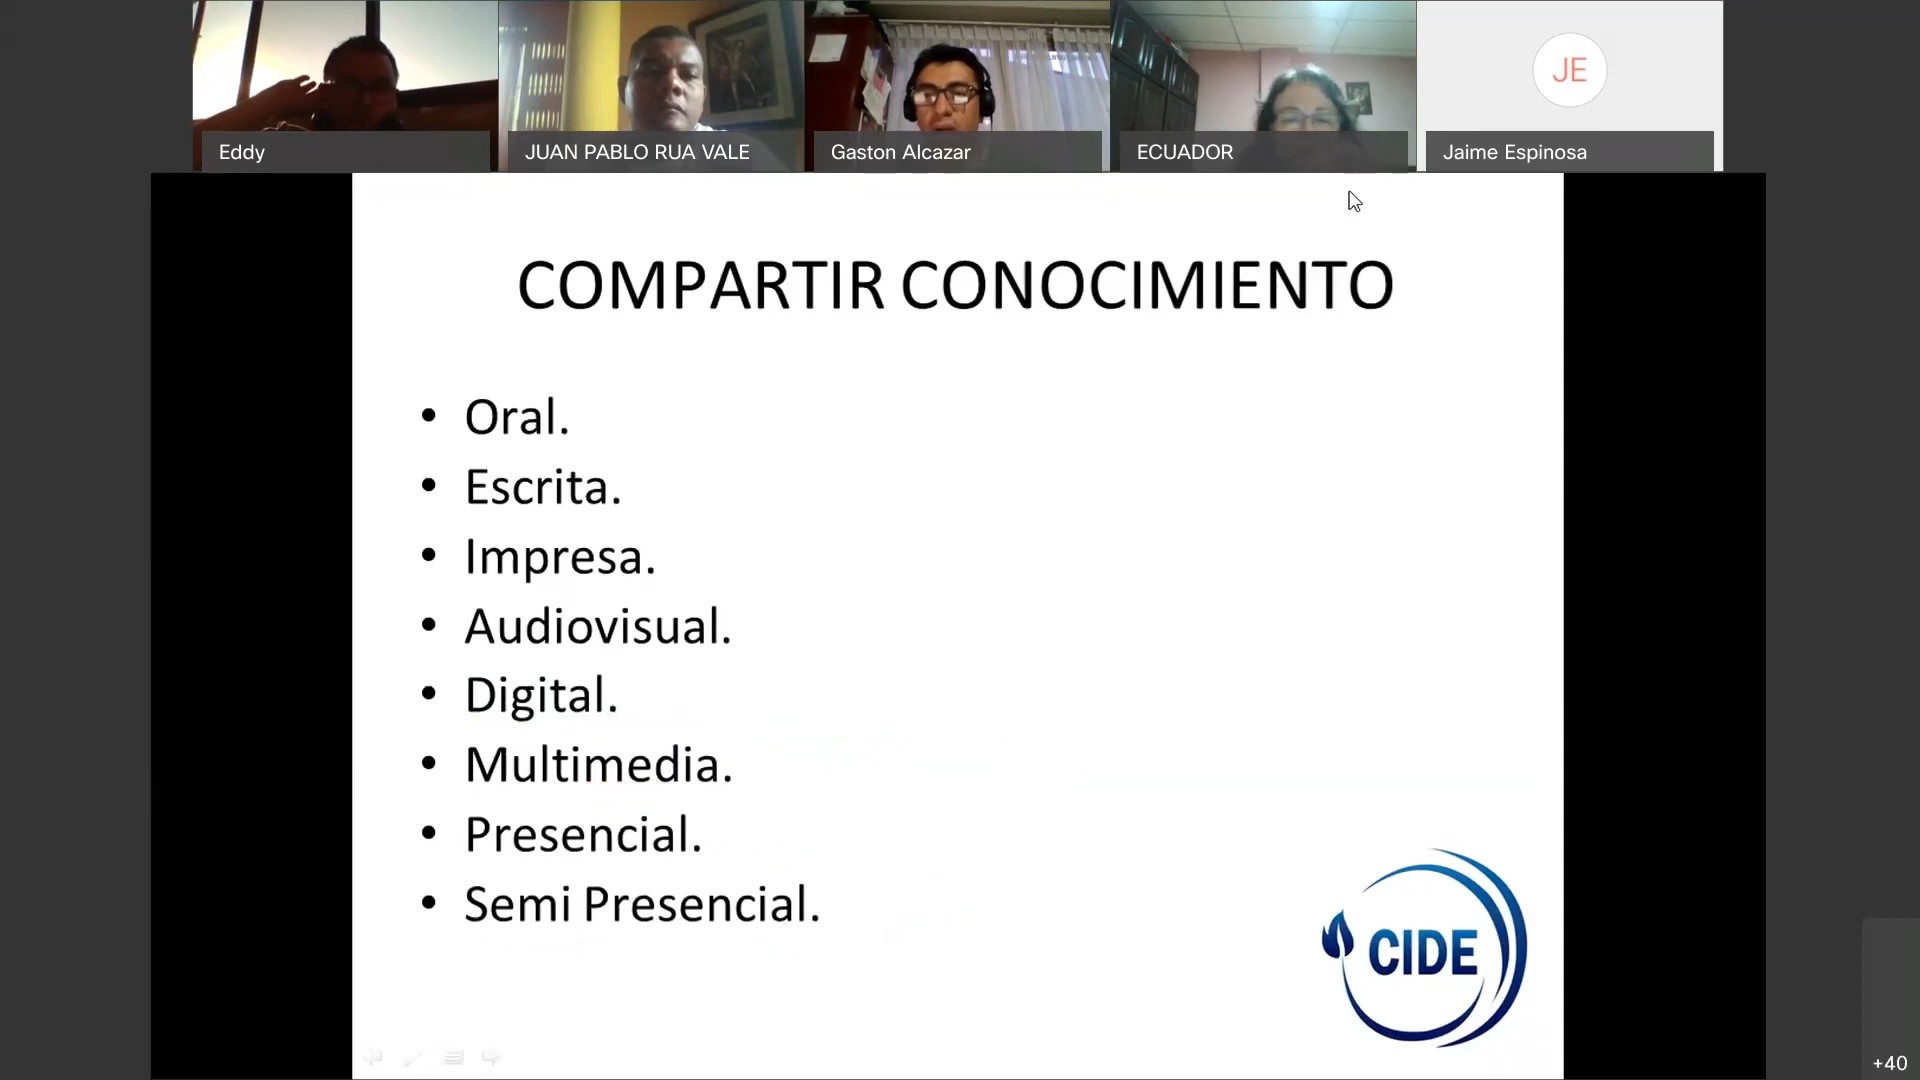 Eddy
JUAN PABLO RUA VALE
Gaston Alcazar
ECUADOR
JE
Jaime Espinosa
COMPARTIR CONOCIMIENTO
• Oral.
• Escrita.
• Impresa.
• Audiovisual.
• Digital.
• Multimedia.
• Presencial.
• Semi Presencial.
CIDE
+40